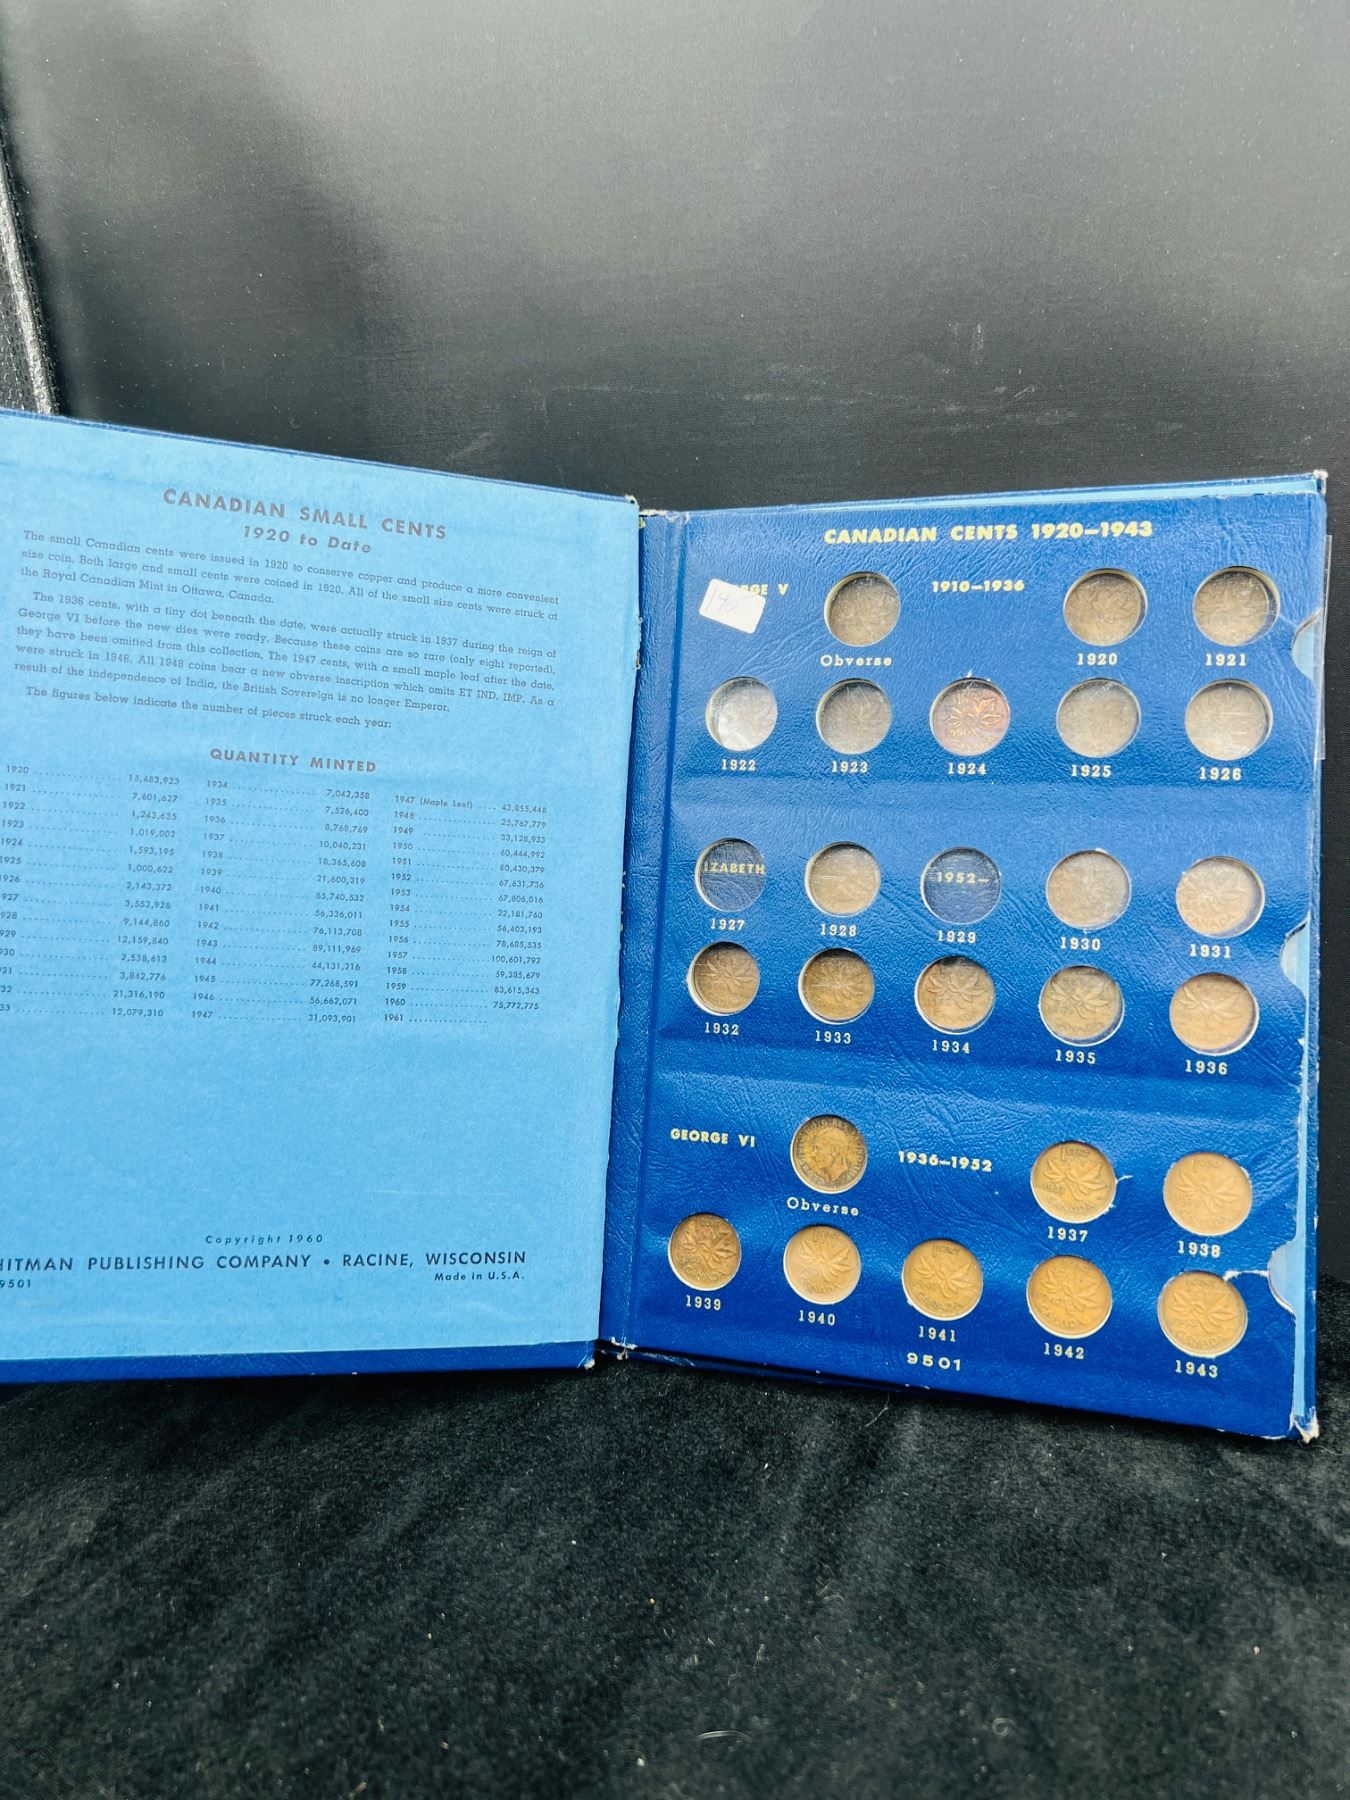 CANADIAN SMALL CENTS
1920 to Date
The small Canadian cents were issued in 1920 to conserve copper and produce a more convenient
size coin. Both large and small cents were coined in 1920. All of the small size cents were struck at
the Royal Canadian Mint in Ottawa, Canada.
The 1936 cents, with a tiny dot beneath the date, were actually struck in 1937 during the reign of
George VI before the new dies were ready. Because these coins are so rare (only eight reported),
they have been omitted from this collection. The 1947 cents, with a small maple leaf after the date,
were struck in 1948. All 1948 coins bear a new obverse inscription which omits ET IND. IMP. As a
result of the independence of India, the British Sovereign is no longer Emperor.
The figures below indicate the number of pieces struck each year:
QUANTITY MINTED
1920 15,483,923
1921 7,601,627
1922 1,243,635
1923 1,019,002
1924 1,593,195
1925 1,000,622
1926 2,143,372
927 3,553,928
928 9,144,860
929 12,159,840
930 2,538,613
931 3,842,776
32 21,316,190
33 12,079,310
1934 7,042,358
1935 7,526,400
1936 8,768,769
1937 10,040,231
1938 18,365,608
1939 21,600,319
1940 85,740,532
1941 56,336,011
1942 76,113,708
1943 89,111,969
1944 44,131,216
1945 77,268,591
1946 56,662,071
1947 31,093,901
1947 (Maple Leaf) 43,855,448
1948 25,767,779
1949 33,128,933
1950 60,444,992
1951 80,430,379
1952 67,631,736
1953 67,806,016
1954 22,181,760
1955 56,403,193
1956 78,685,535
1957 100,601,792
1958 59,385,679
1959 83,615,343
1960 75,772,775
1961
Copyright 1960
HITMAN PUBLISHING COMPANY • RACINE, WISCONSIN
9501
Made in U.S.A.
CANADIAN CENTS 1920–1943
GE V 1910–1936
Obverse 1920 1921
1922 1923 1924 1925 1926
IZABETH 1952–
1927 1928 1929 1930 1931
1932 1933 1934 1935 1936
GEORGE VI 1936–1952
Obverse 1937 1938
1939 1940 1941 1942 1943
9501